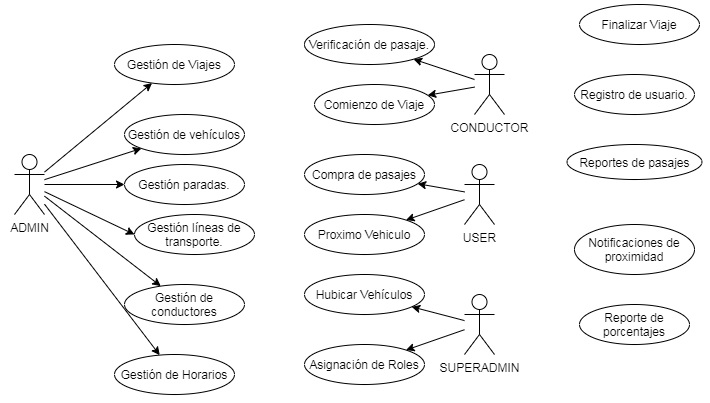 Gestión de Viajes
Gestión de vehículos
Gestión paradas.
Gestión líneas de
transporte.
Gestión de
conductores
Gestión de Horarios
ADMIN
Verificación de pasaje.
Comienzo de Viaje
CONDUCTOR
Compra de pasajes
Proximo Vehiculo
USER
Hubicar Vehículos
Asignación de Roles
SUPERADMIN
Finalizar Viaje
Registro de usuario.
Reportes de pasajes
Notificaciones de
proximidad
Reporte de
porcentajes